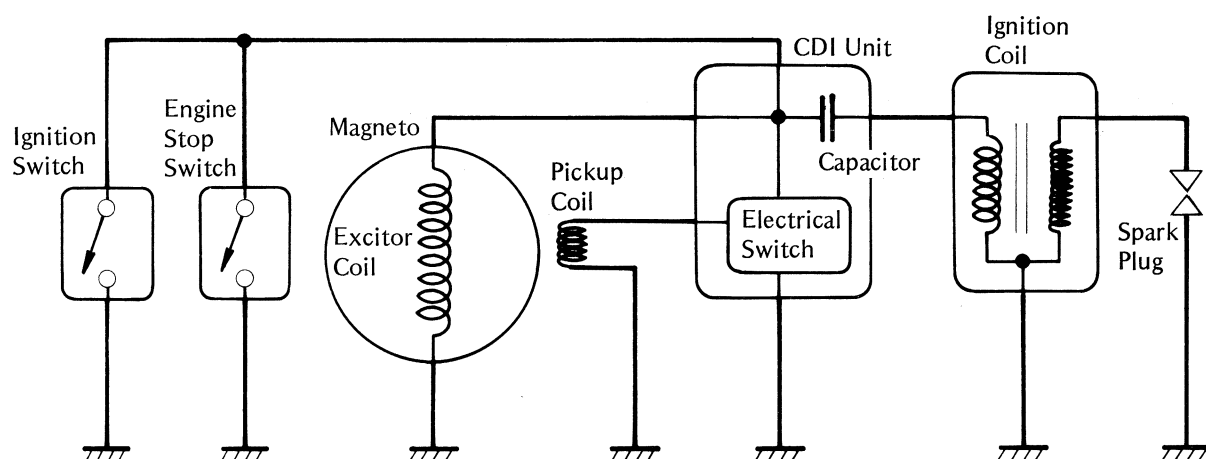 Ignition
Switch
Engine
Stop
Switch
Magneto
Excitor
Coil
Pickup
Coil
CDI Unit
Capacitor
Electrical
Switch
Ignition
Coil
Spark
Plug